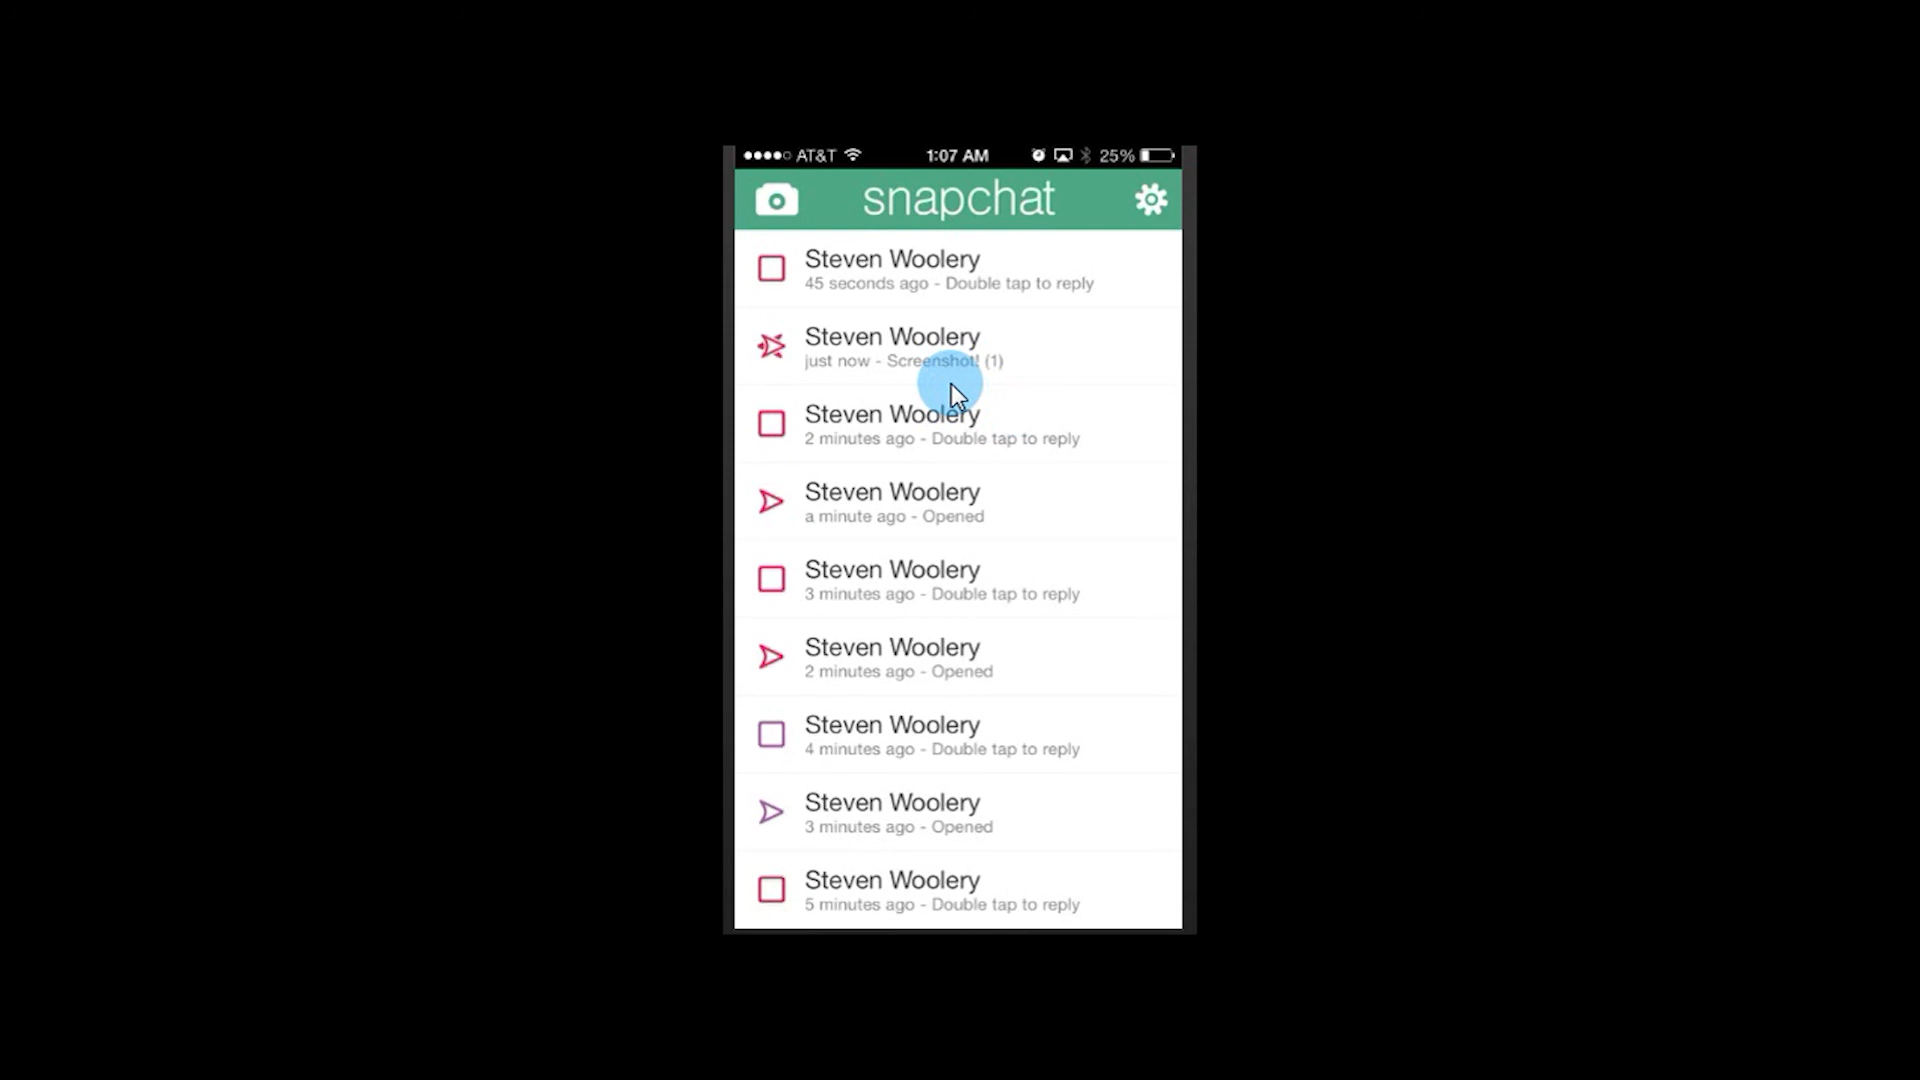 AT&T 1:07 AM 25%
snapchat
Steven Woolery
45 seconds ago - Double tap to reply
Steven Woolery
just now - Screenshot! (1)
Steven Woolery
2 minutes ago - Double tap to reply
Steven Woolery
a minute ago - Opened
Steven Woolery
3 minutes ago - Double tap to reply
Steven Woolery
2 minutes ago - Opened
Steven Woolery
4 minutes ago - Double tap to reply
Steven Woolery
3 minutes ago - Opened
Steven Woolery
5 minutes ago - Double tap to reply